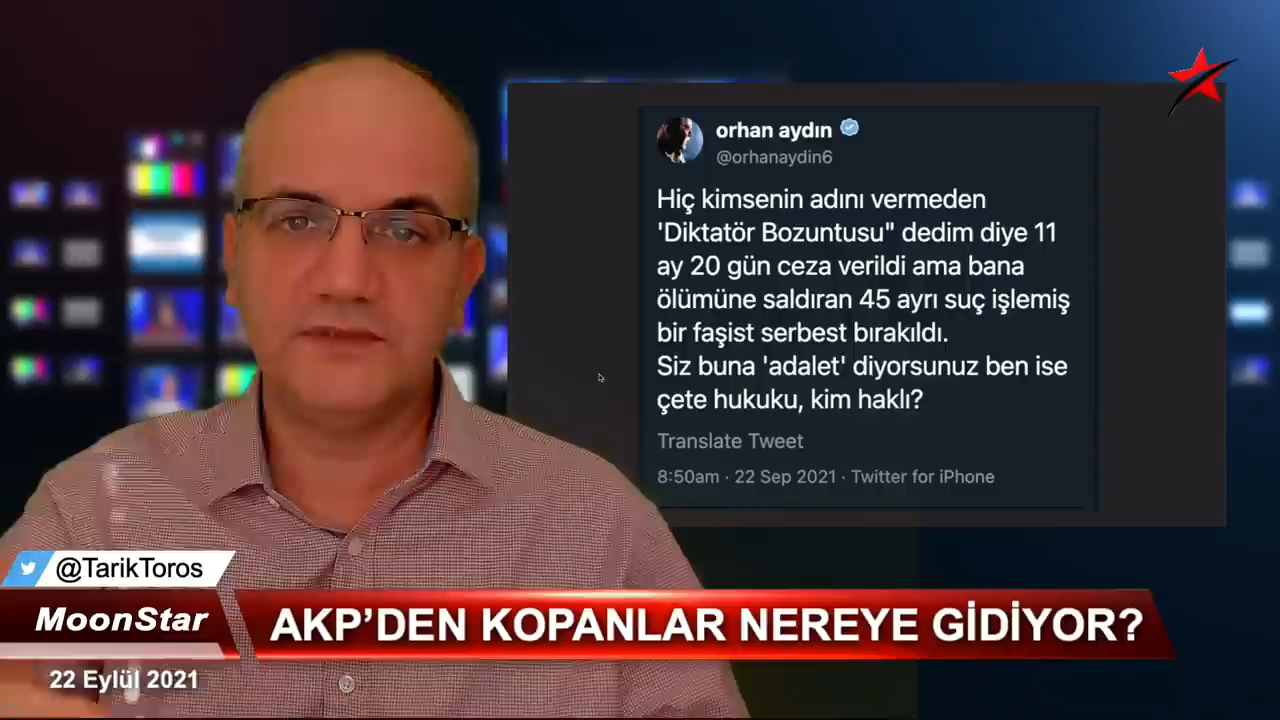 orhan aydın
@orhanaydin6
Hiç kimsenin adını vermeden
'Diktatör Bozuntusu" dedim diye 11
ay 20 gün ceza verildi ama bana
ölümüne saldıran 45 ayrı suç işlemiş
bir faşist serbest bırakıldı.
Siz buna 'adalet' diyorsunuz ben ise
çete hukuku, kim haklı?
Translate Tweet
8:50am · 22 Sep 2021 · Twitter for iPhone
@TarikToros
MoonStar
AKP’DEN KOPANLAR NEREYE GİDİYOR?
22 Eylül 2021